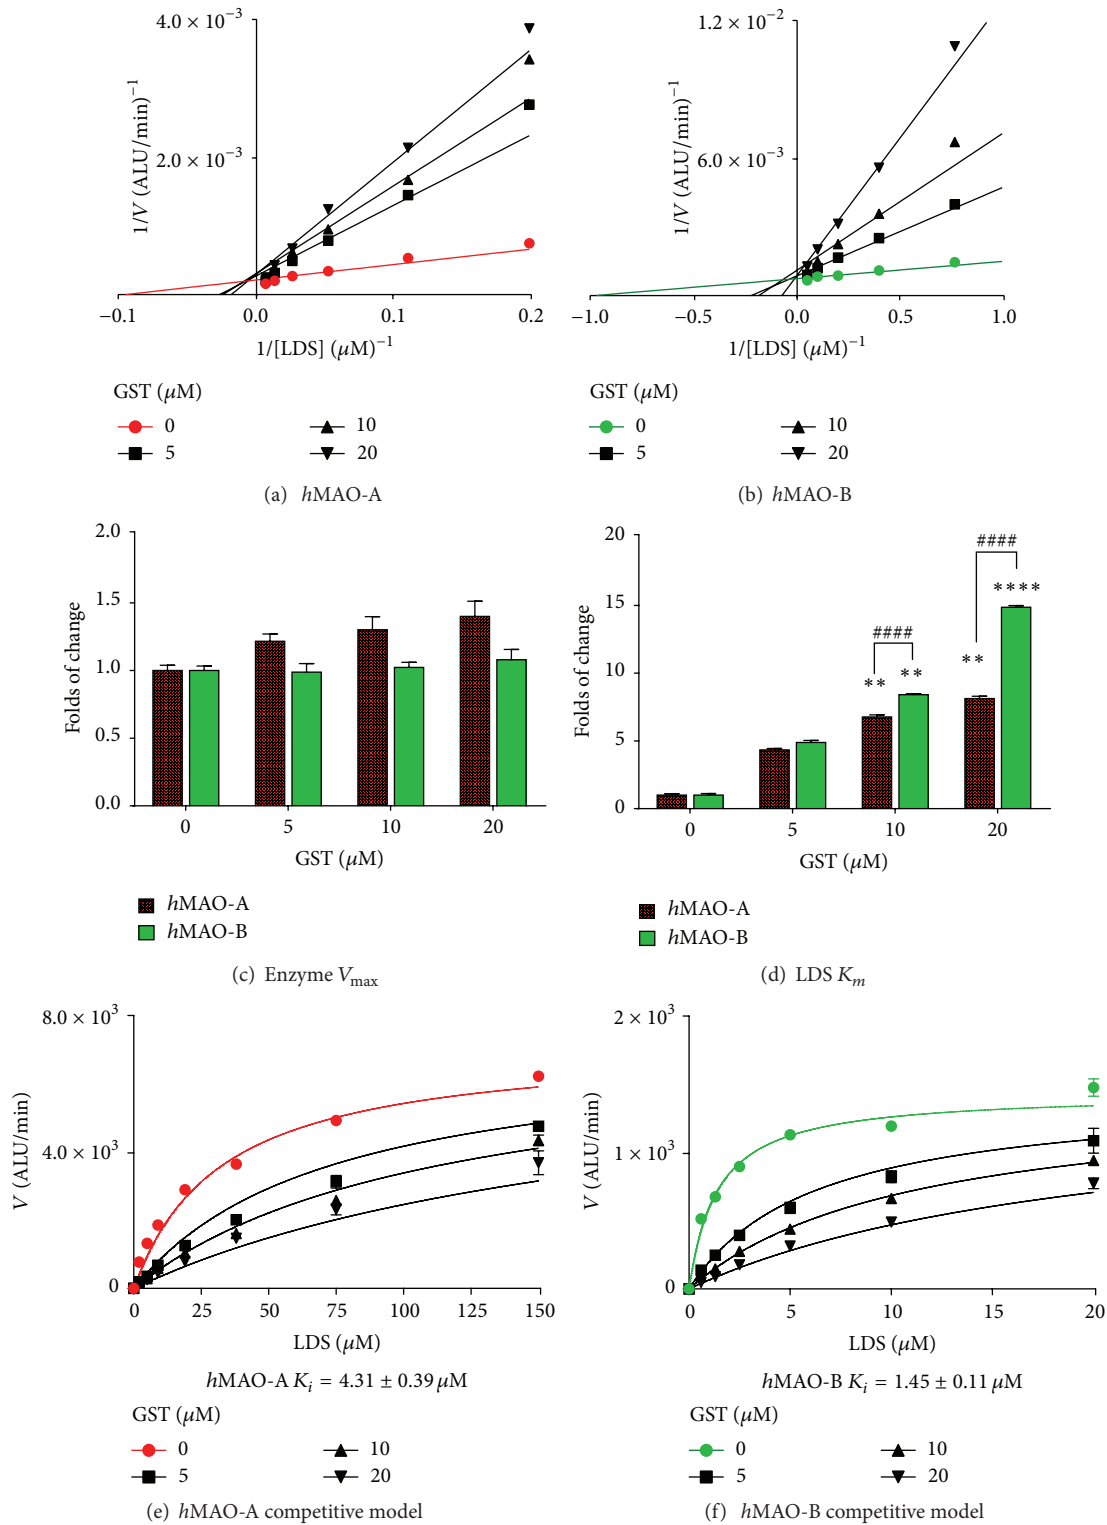 4.0 × 10⁻³
2.0 × 10⁻³
1/V (ALU/min)⁻¹
−0.1 0.0 0.1 0.2
1/[LDS] (μM)⁻¹
GST (μM)
0 10
5 20
(a) hMAO-A
1.2 × 10⁻²
6.0 × 10⁻³
1/V (ALU/min)⁻¹
−1.0 −0.5 0.0 0.5 1.0
1/[LDS] (μM)⁻¹
GST (μM)
0 10
5 20
(b) hMAO-B
2.0
1.5
1.0
0.5
0.0
Folds of change
0 5 10 20
GST (μM)
hMAO-A
hMAO-B
(c) Enzyme Vmax
20
15
10
5
0
Folds of change
####
####
****
**
**
**
0 5 10 20
GST (μM)
hMAO-A
hMAO-B
(d) LDS Km
8.0 × 10³
4.0 × 10³
0
V (ALU/min)
0 25 50 75 100 125 150
LDS (μM)
hMAO-A Ki = 4.31 ± 0.39 μM
GST (μM)
0 10
5 20
(e) hMAO-A competitive model
2 × 10³
1 × 10³
0
V (ALU/min)
0 5 10 15 20
LDS (μM)
hMAO-B Ki = 1.45 ± 0.11 μM
GST (μM)
0 10
5 20
(f) hMAO-B competitive model